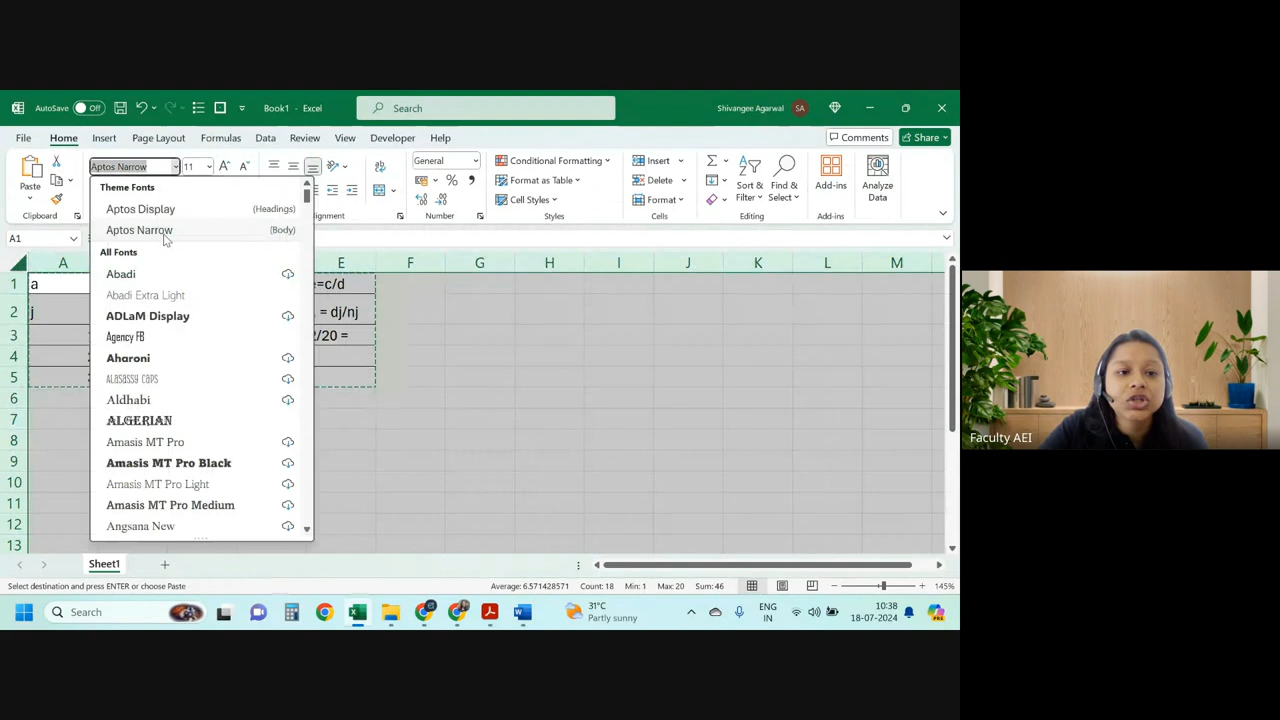 AutoSave Off Book1 - Excel Search Shivangee Agarwal SA
File Home Insert Page Layout Formulas Data Review View Developer Help Comments Share
Paste Aptos Narrow 11 General Conditional Formatting Insert
% Format as Table Delete Sort & Filter Find & Select Add-ins Analyze Data
Cell Styles Format
Clipboard Number Styles Cells Editing Add-ins
A1
Theme Fonts
Aptos Display (Headings)
Aptos Narrow (Body)
All Fonts
Abadi
Abadi Extra Light
ADLaM Display
Agency FB
Aharoni
ALASASSY CAPS
Aldhabi
ALGERIAN
Amasis MT Pro
Amasis MT Pro Black
Amasis MT Pro Light
Amasis MT Pro Medium
Angsana New
A E F G H I J K L M
1 a =c/d
2 j = dj/nj
3 2/20 =
4
5
6
7
8
9
10
11
12
13
Sheet1
Select destination and press ENTER or choose Paste Average: 6.571428571 Count: 18 Min: 1 Max: 20 Sum: 46 145%
Search 31°C Partly sunny ENG IN 10:38 18-07-2024
Faculty AEI